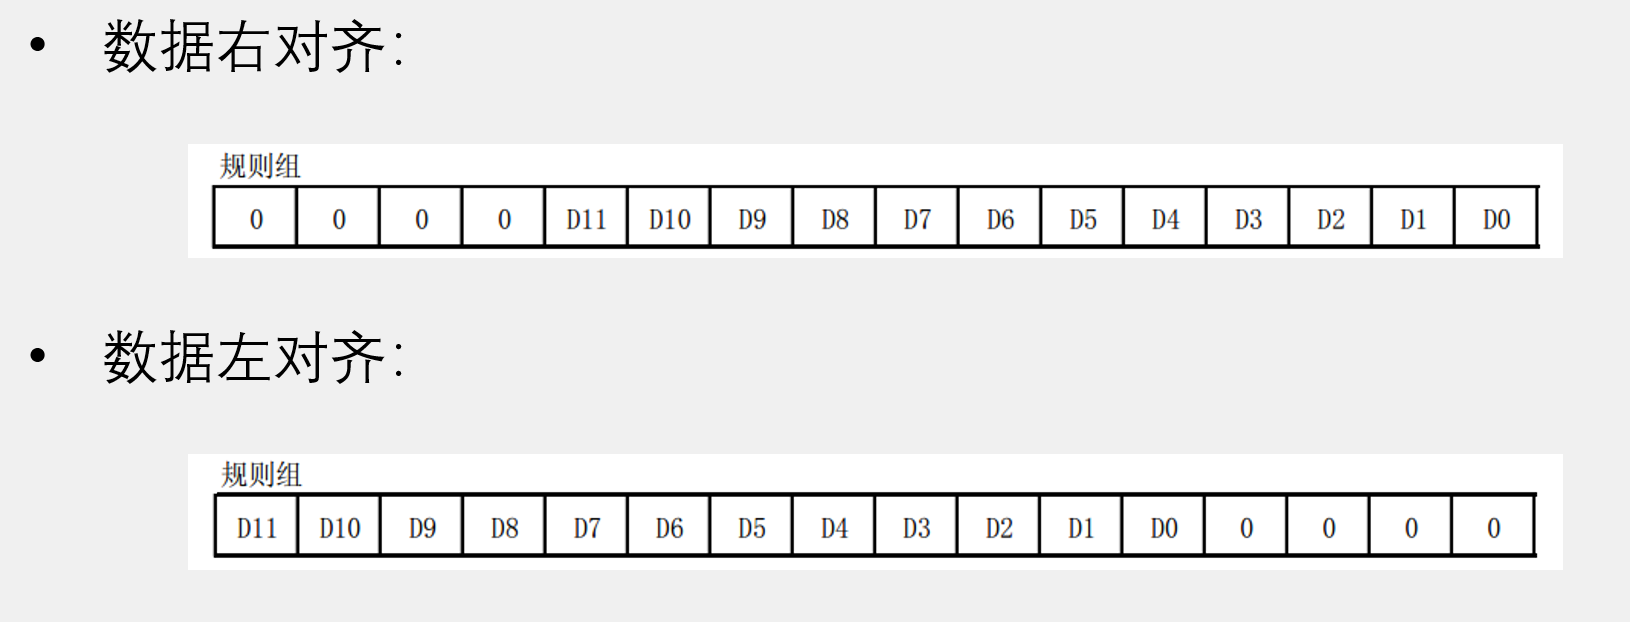 • 数据右对齐：
规则组
0 0 0 0 D11 D10 D9 D8 D7 D6 D5 D4 D3 D2 D1 D0
• 数据左对齐：
规则组
D11 D10 D9 D8 D7 D6 D5 D4 D3 D2 D1 D0 0 0 0 0